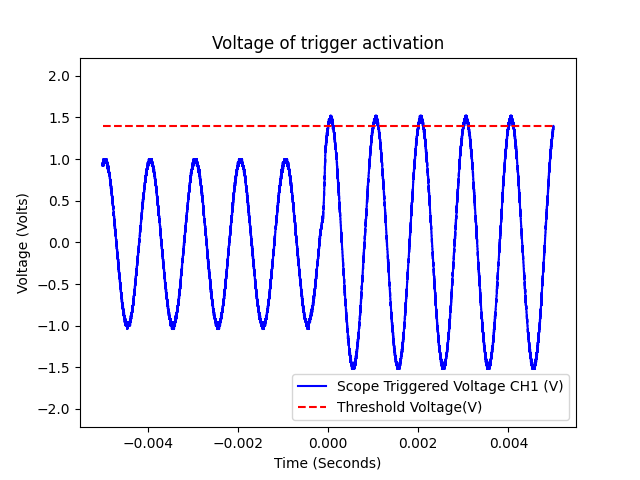 Voltage of trigger activation
Voltage (Volts)
2.0
1.5
1.0
0.5
0.0
−0.5
−1.0
−1.5
−2.0
Scope Triggered Voltage CH1 (V)
Threshold Voltage(V)
−0.004
−0.002
0.000
0.002
0.004
Time (Seconds)